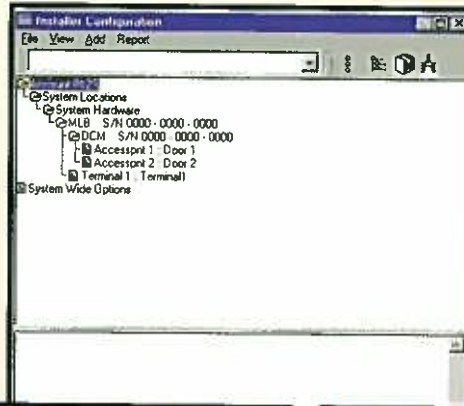 Installer Configuration
File View Add Report
System Locations
System Hardware
MLB S/N 0000 - 0000 - 0000
DCM S/N 0000 - 0000 - 0000
Accesspnt 1 : Door 1
Accesspnt 2 : Door 2
Terminal 1 : Terminal1
System Wide Options